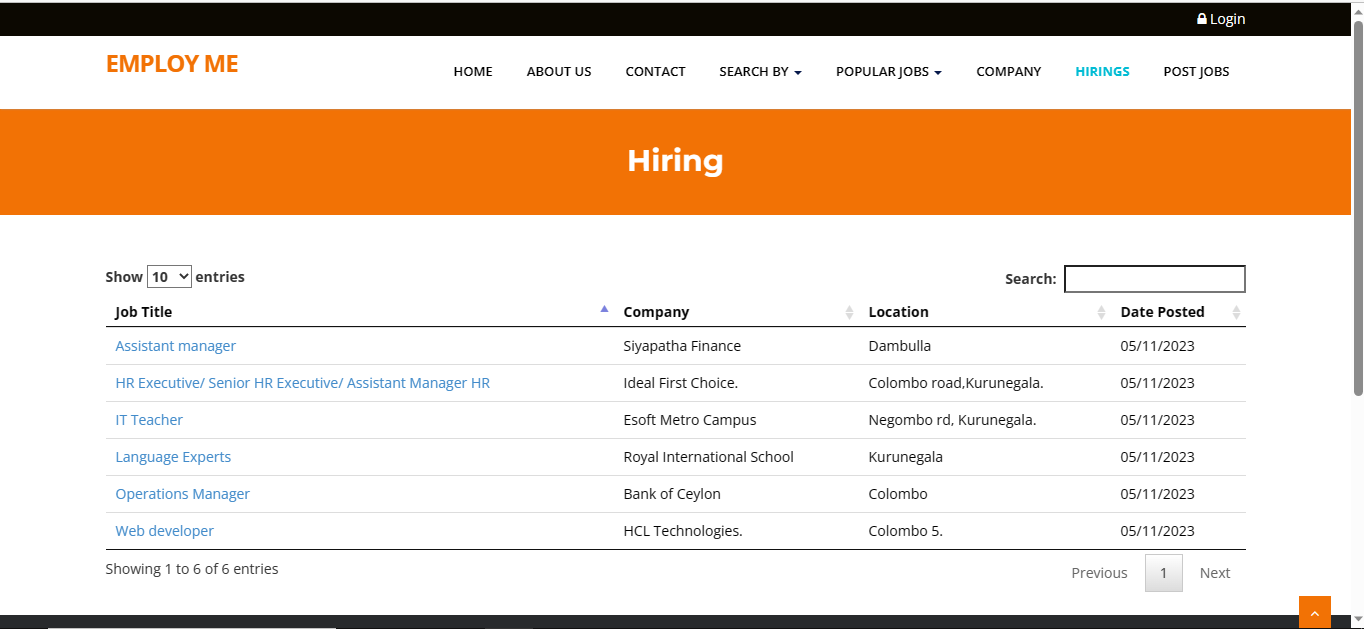 Login
EMPLOY ME
HOME ABOUT US CONTACT SEARCH BY POPULAR JOBS COMPANY HIRINGS POST JOBS
Hiring
Show 10 entries Search:
Job Title Company Location Date Posted
Assistant manager Siyapatha Finance Dambulla 05/11/2023
HR Executive/ Senior HR Executive/ Assistant Manager HR Ideal First Choice. Colombo road,Kurunegala. 05/11/2023
IT Teacher Esoft Metro Campus Negombo rd, Kurunegala. 05/11/2023
Language Experts Royal International School Kurunegala 05/11/2023
Operations Manager Bank of Ceylon Colombo 05/11/2023
Web developer HCL Technologies. Colombo 5. 05/11/2023
Showing 1 to 6 of 6 entries Previous 1 Next